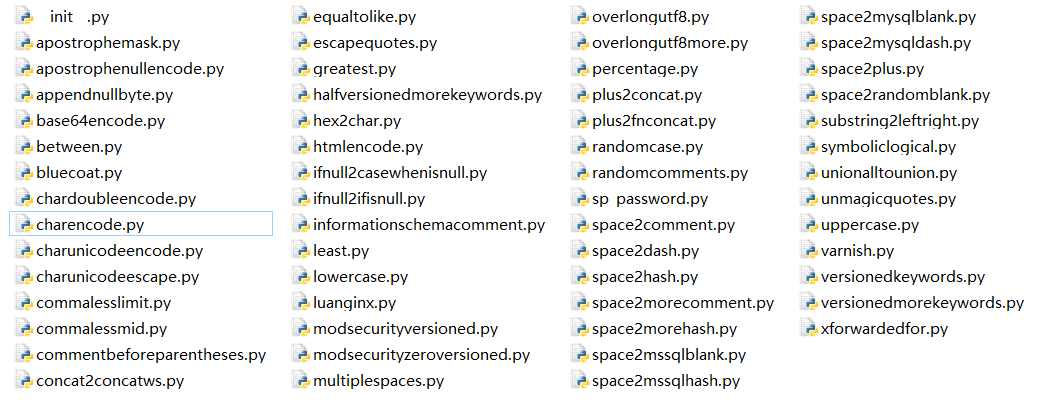 __init__.py
apostrophemask.py
apostrophenullencode.py
appendnullbyte.py
base64encode.py
between.py
bluecoat.py
chardoubleencode.py
charencode.py
charunicodeencode.py
charunicodeescape.py
commalesslimit.py
commalessmid.py
commentbeforeparentheses.py
concat2concatws.py
equaltolike.py
escapequotes.py
greatest.py
halfversionedmorekeywords.py
hex2char.py
htmlencode.py
ifnull2casewhenisnull.py
ifnull2ifisnull.py
informationschemacomment.py
least.py
lowercase.py
luanginx.py
modsecurityversioned.py
modsecurityzeroversioned.py
multiplespaces.py
overlongutf8.py
overlongutf8more.py
percentage.py
plus2concat.py
plus2fnconcat.py
randomcase.py
randomcomments.py
sp_password.py
space2comment.py
space2dash.py
space2hash.py
space2morecomment.py
space2morehash.py
space2mssqlblank.py
space2mssqlhash.py
space2mysqlblank.py
space2mysqldash.py
space2plus.py
space2randomblank.py
substring2leftright.py
symboliclogical.py
unionalltounion.py
unmagicquotes.py
uppercase.py
varnish.py
versionedkeywords.py
versionedmorekeywords.py
xforwardedfor.py